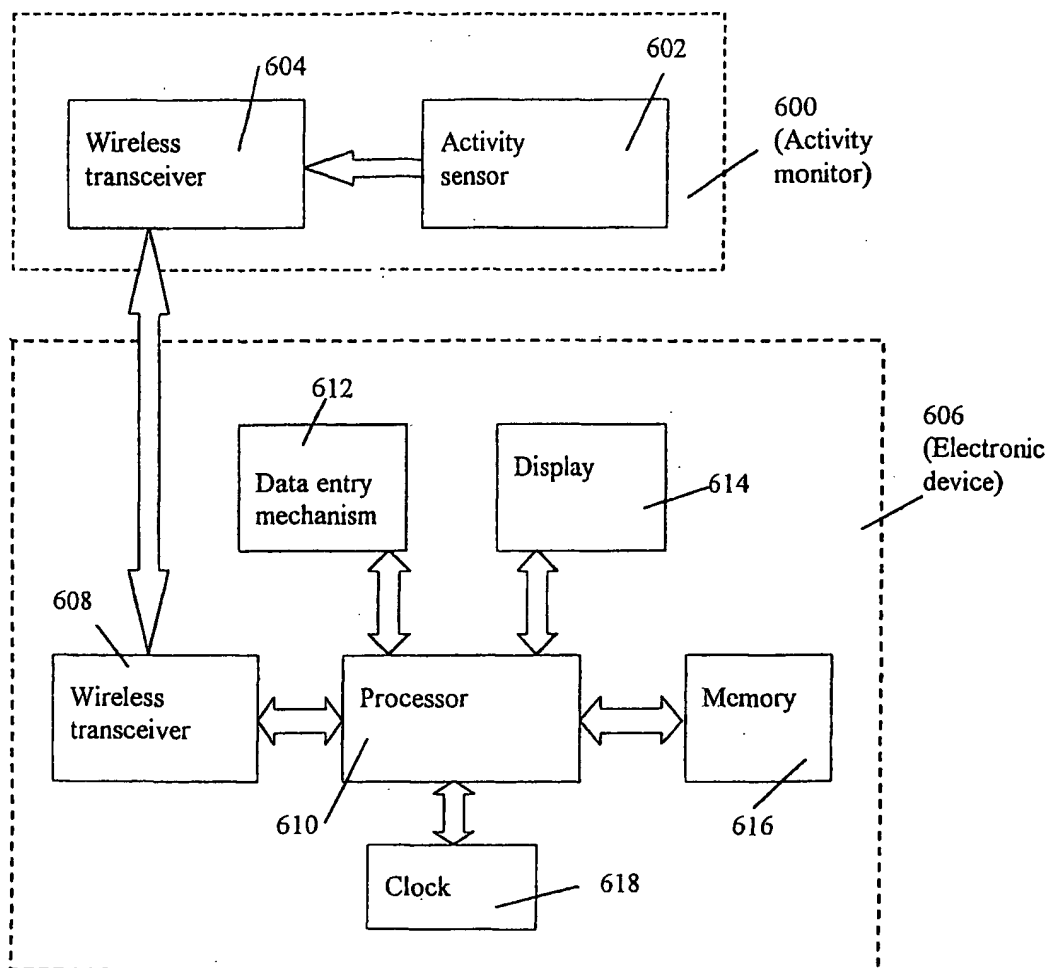 604
602
Wireless
transceiver
Activity
sensor
600
(Activity
monitor)
612
Data entry
mechanism
Display
614
606
(Electronic
device)
608
Wireless
transceiver
Processor
Memory
610
616
Clock
618